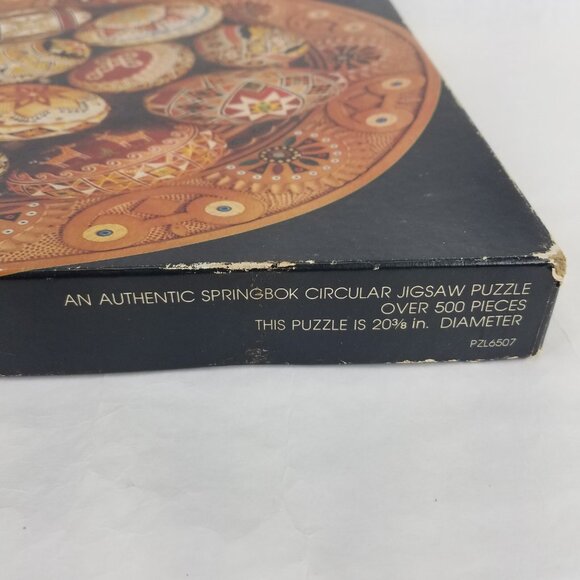 AN AUTHENTIC SPRINGBOK CIRCULAR JIGSAW PUZZLE
OVER 500 PIECES
THIS PUZZLE IS 20⅜ in. DIAMETER
PZL6507